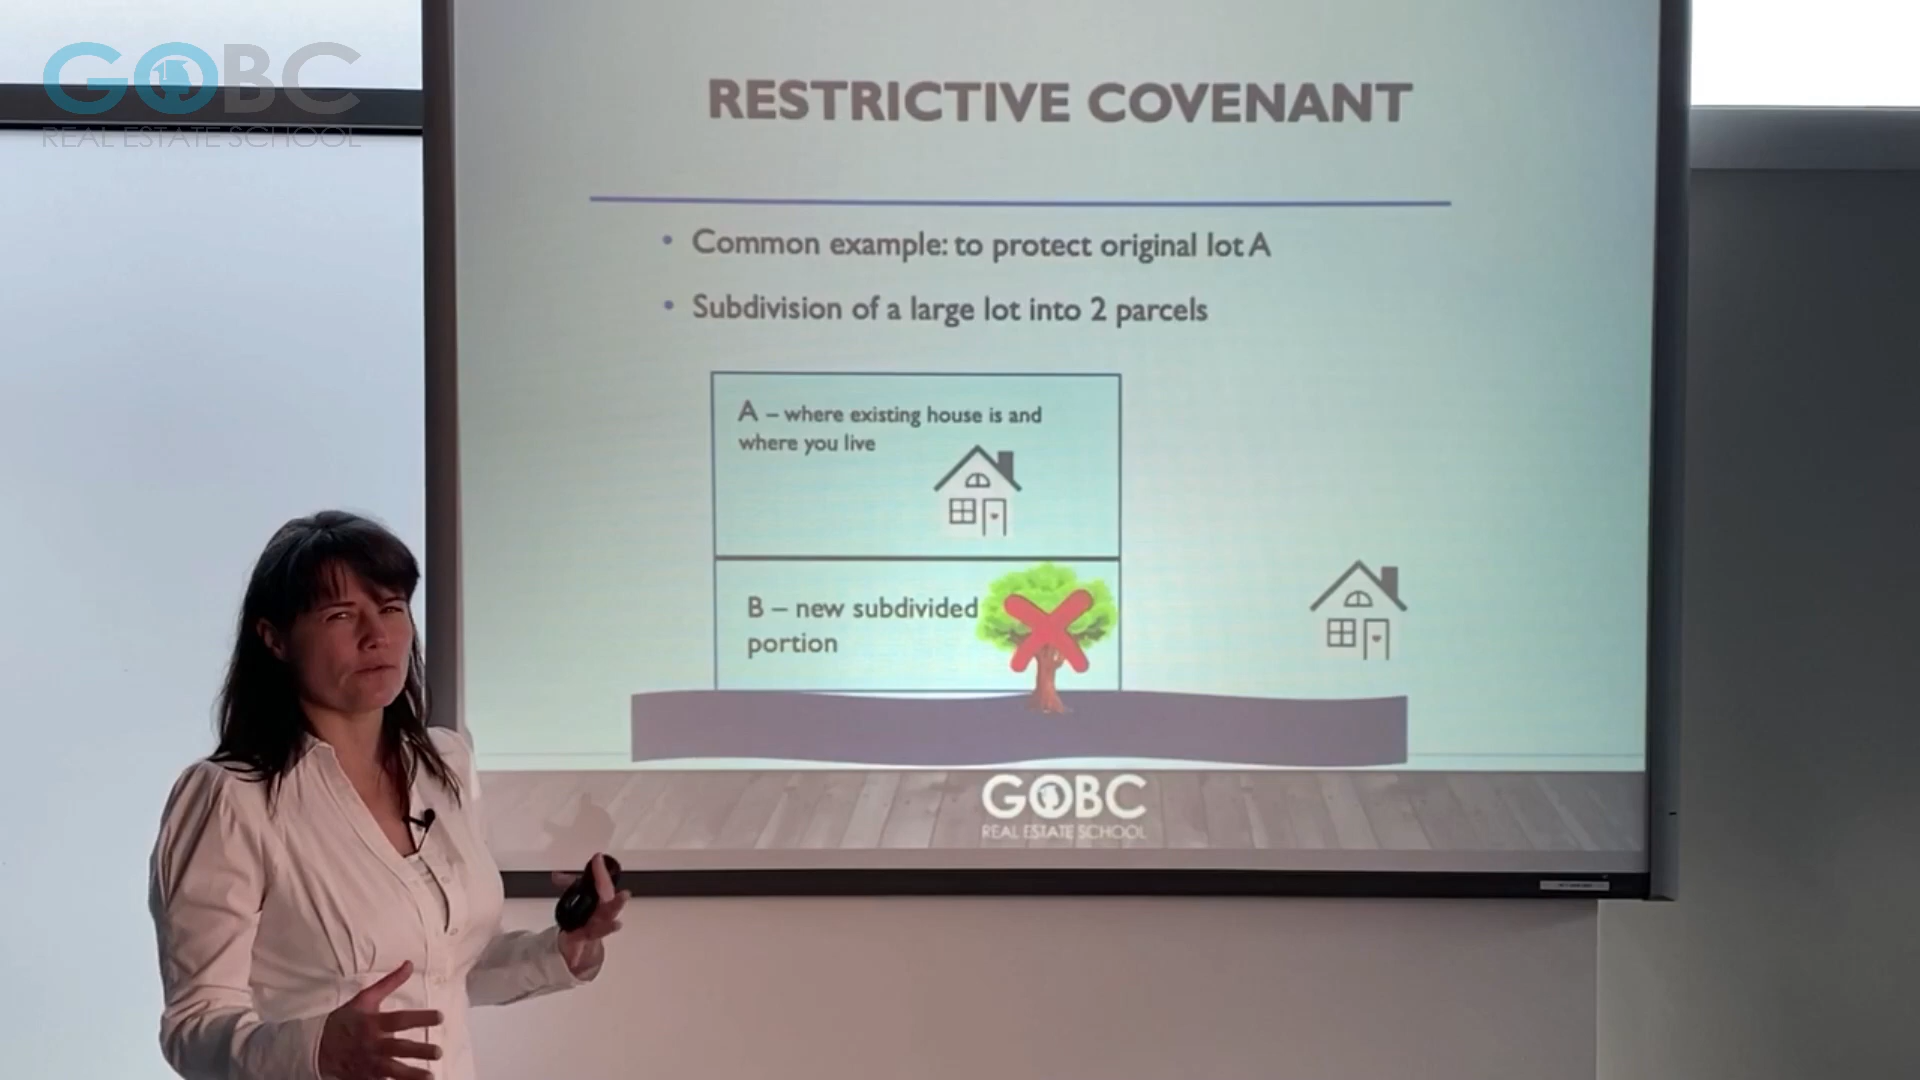 GOBC
REAL ESTATE SCHOOL
RESTRICTIVE COVENANT
• Common example: to protect original lot A
• Subdivision of a large lot into 2 parcels
A – where existing house is and
where you live
B – new subdivided
portion
GOBC
REAL ESTATE SCHOOL